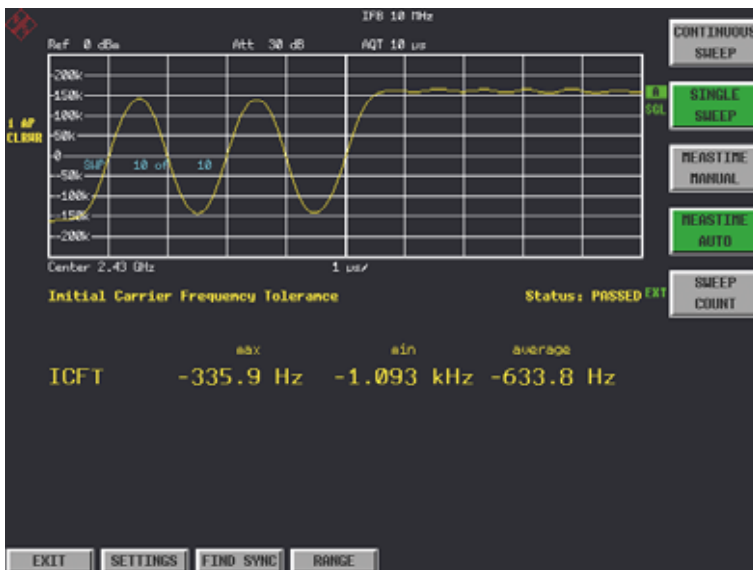 IFB 10 MHz
Ref 0 dBm Att 30 dB AQT 10 µs
200k
150k
100k
50k
0
-50k
-100k
-150k
-200k
1 AP
CLRWR
SWP 10 of 10
A
SGL
Center 2.43 GHz 1 µs/
Initial Carrier Frequency Tolerance Status: PASSED
EXT
max min average
ICFT -335.9 Hz -1.093 kHz -633.8 Hz
CONTINUOUS
SWEEP
SINGLE
SWEEP
MEASTIME
MANUAL
MEASTIME
AUTO
SWEEP
COUNT
EXIT SETTINGS FIND SYNC RANGE